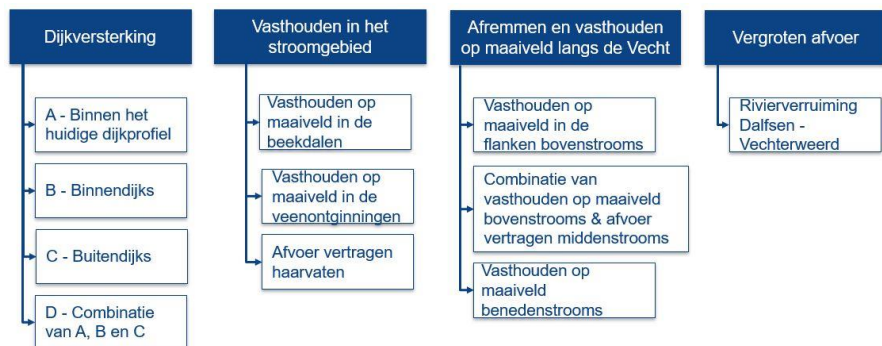 Dijkversterking
A - Binnen het
huidige dijkprofiel
B - Binnendijks
C - Buitendijks
D - Combinatie
van A, B en C
Vasthouden in het
stroomgebied
Vasthouden op
maaiveld in de
beekdalen
Vasthouden op
maaiveld in de
veenontginningen
Afvoer vertragen
haarvaten
Afremmen en vasthouden
op maaiveld langs de Vecht
Vasthouden op
maaiveld in de
flanken bovenstrooms
Combinatie van
vasthouden op maaiveld
bovenstrooms & afvoer
vertragen middenstrooms
Vasthouden op
maaiveld
benedenstrooms
Vergroten afvoer
Rivierverruiming
Dalfsen -
Vechterweerd